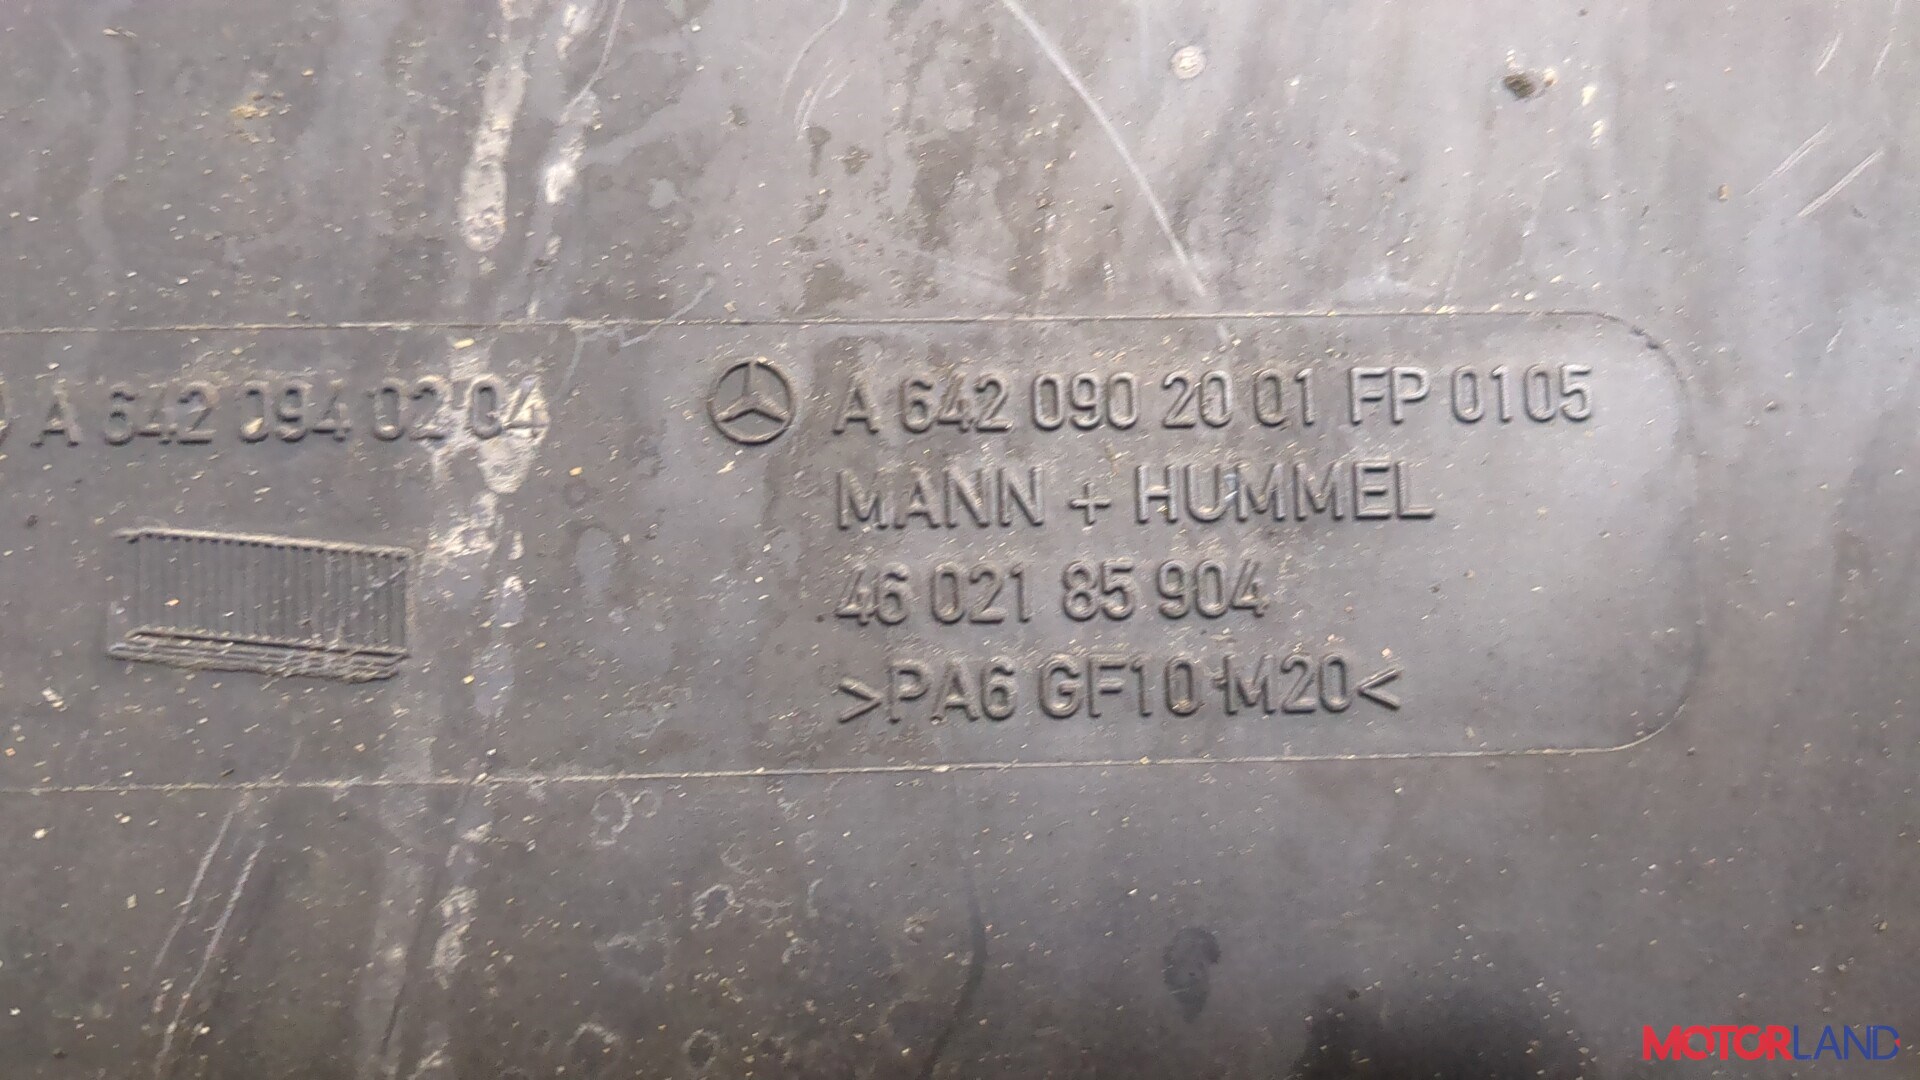 A 642 094 02 04
A 642 090 20 01 FP 0105
MANN + HUMMEL
46 021 85 904
>PA6 GF10 M20<
MOTORLAND